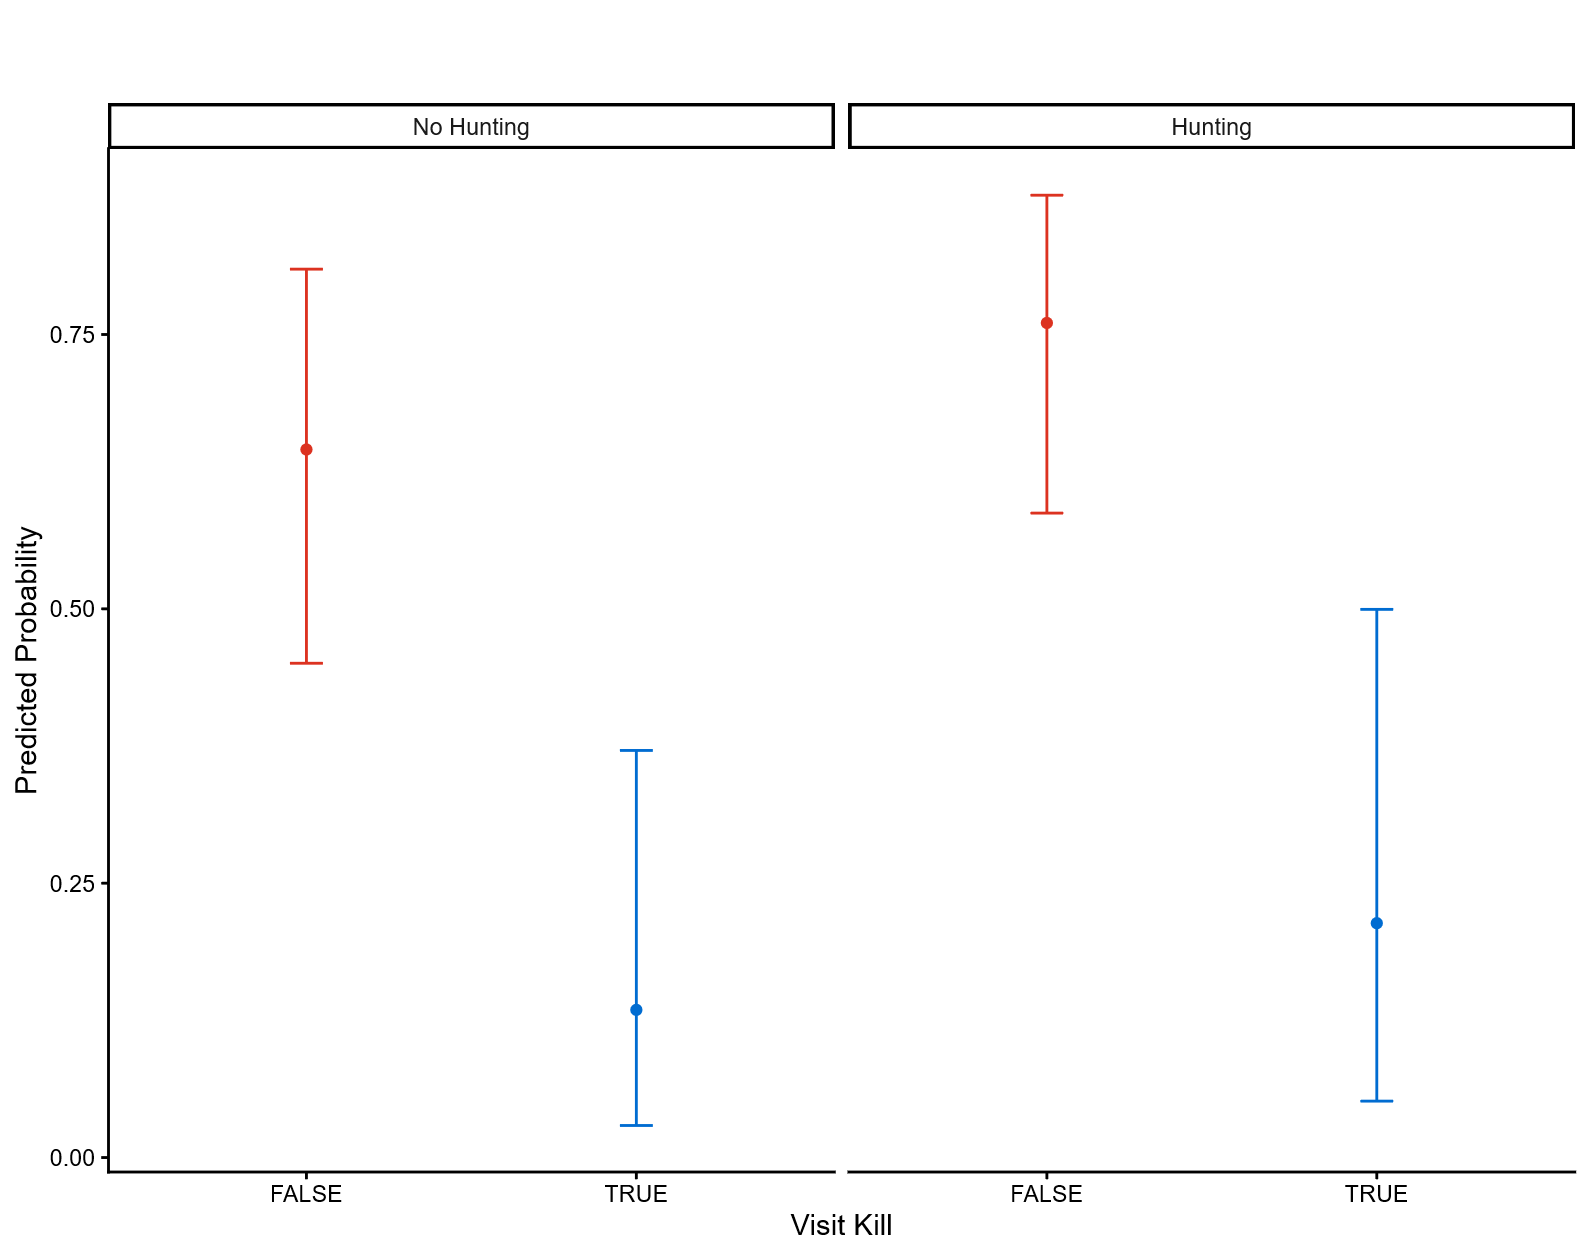 No Hunting
Hunting
Predicted Probability
0.75
0.50
0.25
0.00
FALSE
TRUE
FALSE
TRUE
Visit Kill